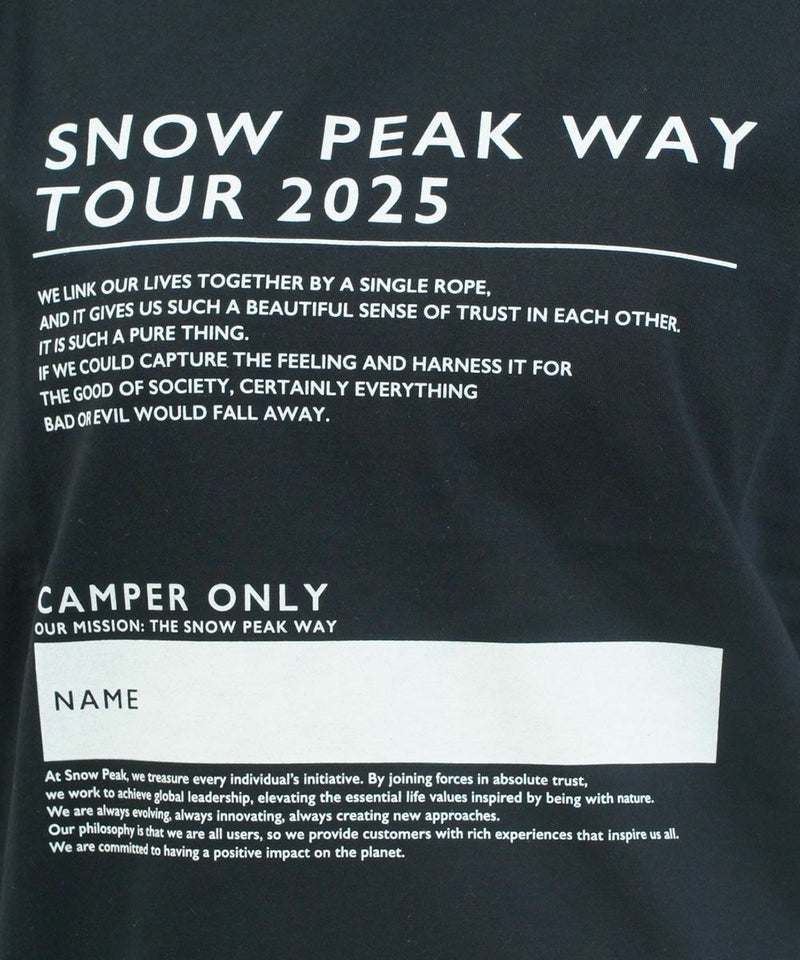 SNOW PEAK WAY
TOUR 2025
WE LINK OUR LIVES TOGETHER BY A SINGLE ROPE,
AND IT GIVES US SUCH A BEAUTIFUL SENSE OF TRUST IN EACH OTHER.
IT IS SUCH A PURE THING.
IF WE COULD CAPTURE THE FEELING AND HARNESS IT FOR
THE GOOD OF SOCIETY, CERTAINLY EVERYTHING
BAD OR EVIL WOULD FALL AWAY.
CAMPER ONLY
OUR MISSION: THE SNOW PEAK WAY
NAME
At Snow Peak, we treasure every individual's initiative. By joining forces in absolute trust,
we work to achieve global leadership, elevating the essential life values inspired by being with nature.
We are always evolving, always innovating, always creating new approaches.
Our philosophy is that we are all users, so we provide customers with rich experiences that inspire us all.
We are committed to having a positive impact on the planet.